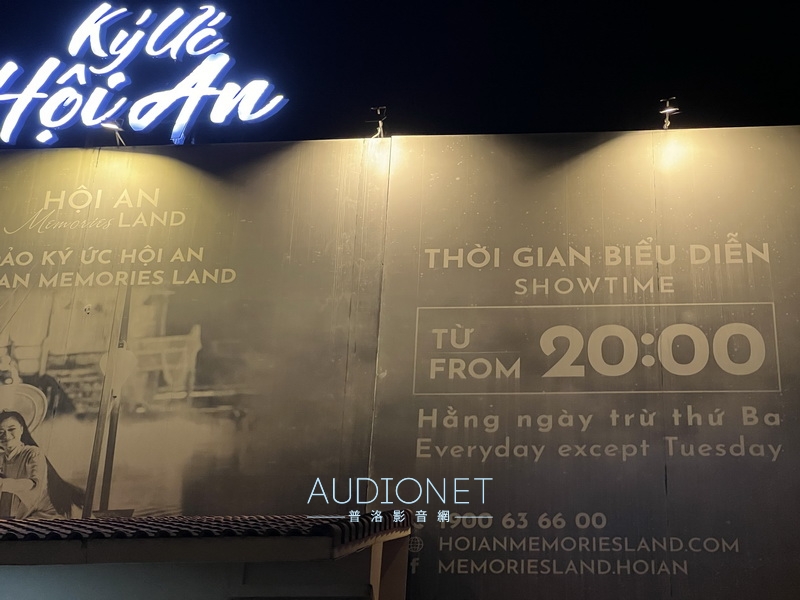 Ký Ức
Hội An
HỘI AN
Memories LAND
ĐẢO KÝ ỨC HỘI AN
AN MEMORIES LAND
THỜI GIAN BIỂU DIỄN
SHOWTIME
TỪ
FROM 20:00
Hằng ngày trừ thứ Ba
Everyday except Tuesday
AUDIONET
普洛影音網
1900 63 66 00
HOIANMEMORIESLAND.COM
MEMORIESLAND.HOIAN